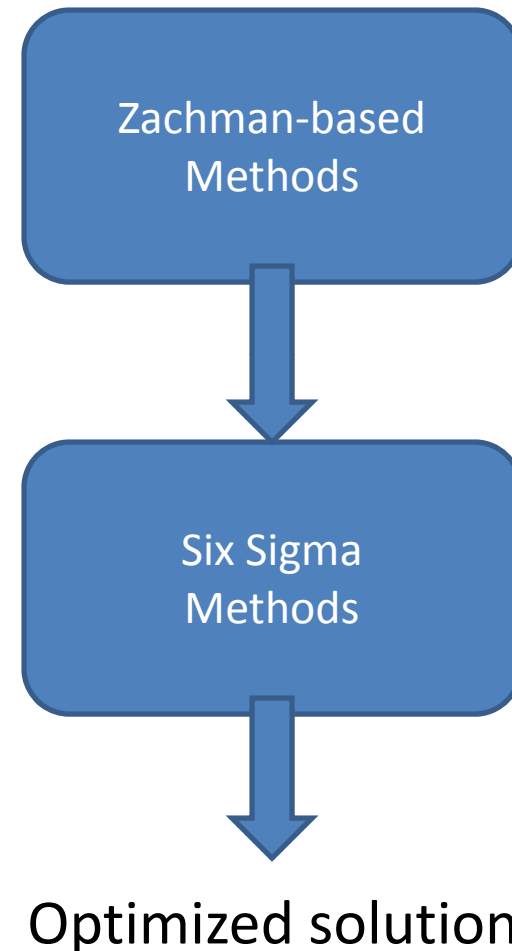 Zachman-based
Methods
Six Sigma
Methods
Optimized solution